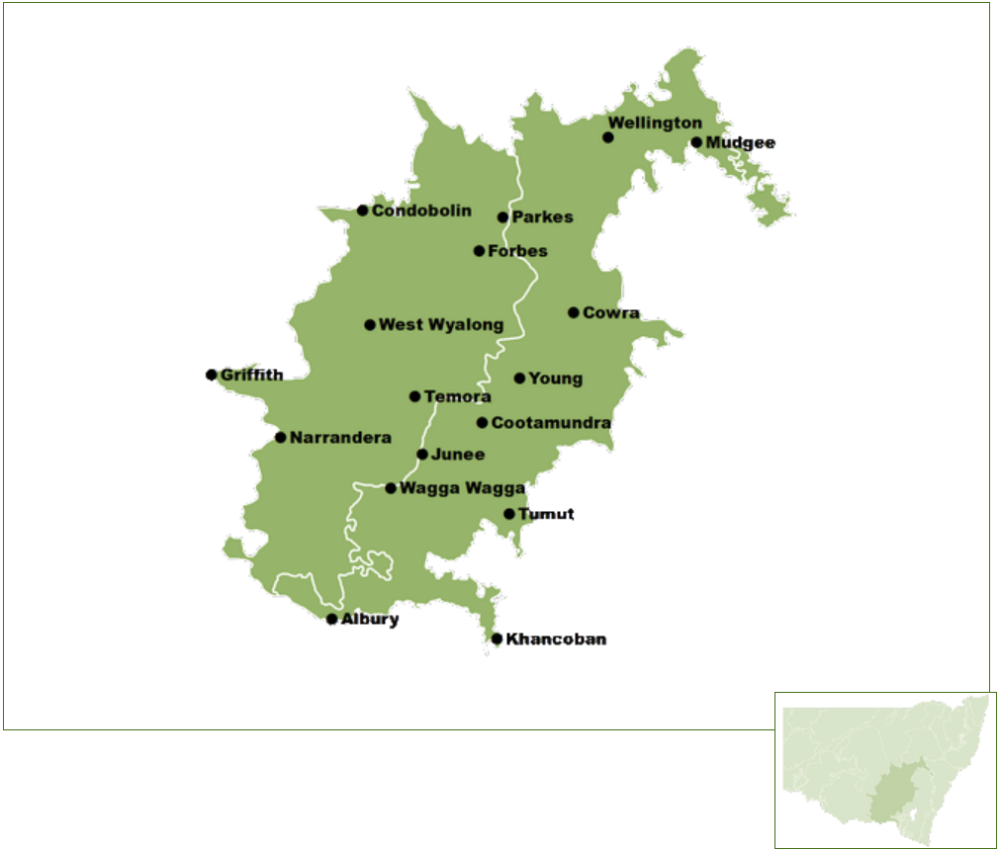 Wellington
Mudgee
Condobolin
Parkes
Forbes
Cowra
West Wyalong
Griffith
Young
Temora
Cootamundra
Narrandera
Junee
Wagga Wagga
Tumut
Albury
Khancoban